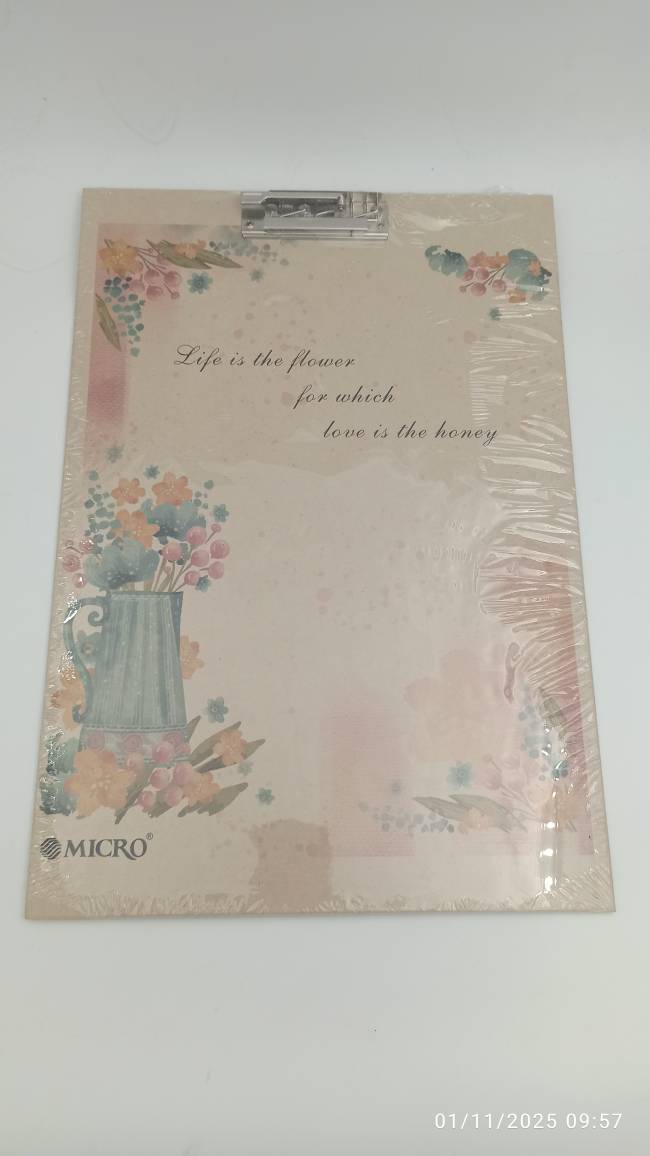 Life is the flower
for which
love is the honey
MICRO®
01/11/2025 09:57